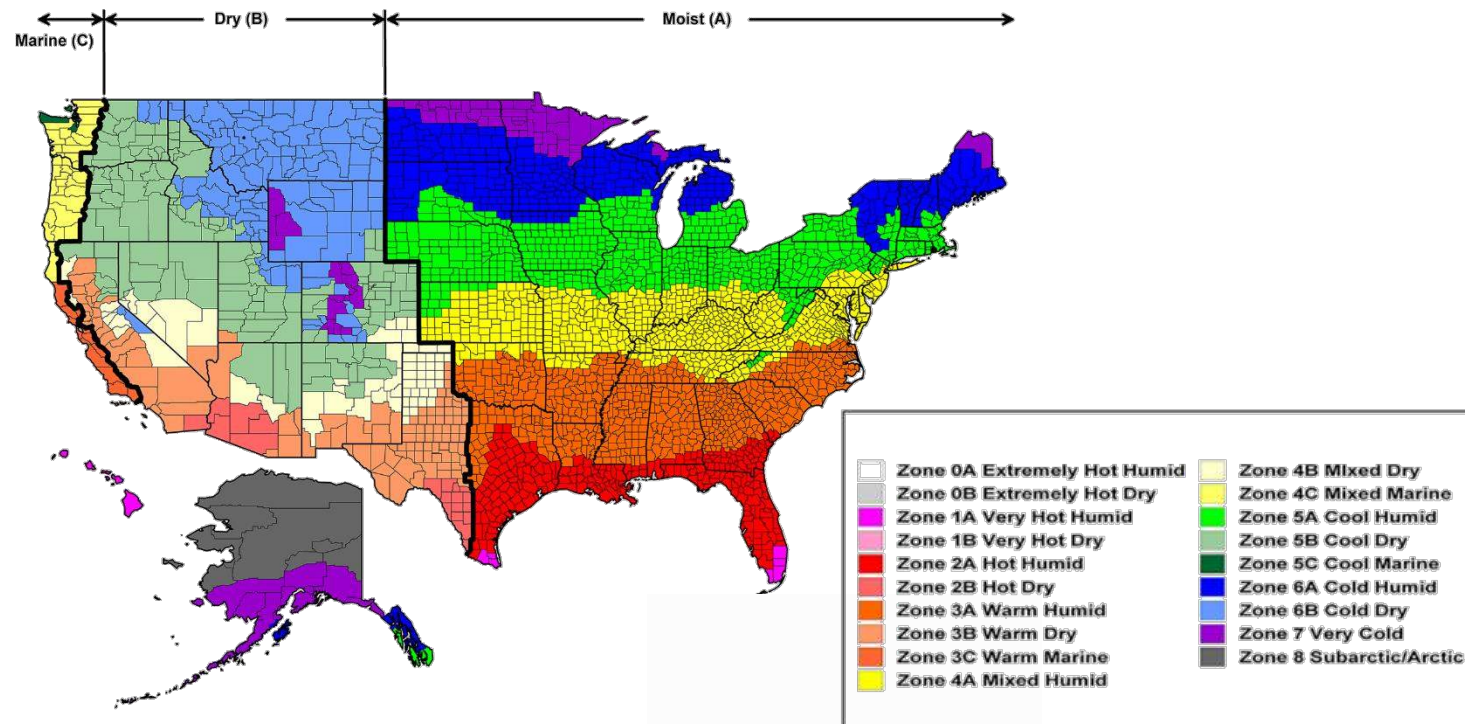 Dry (B)
Moist (A)
Marine (C)
Zone 0A Extremely Hot Humid
Zone 0B Extremely Hot Dry
Zone 1A Very Hot Humid
Zone 1B Very Hot Dry
Zone 2A Hot Humid
Zone 2B Hot Dry
Zone 3A Warm Humid
Zone 3B Warm Dry
Zone 3C Warm Marine
Zone 4A Mixed Humid
Zone 4B MIxed Dry
Zone 4C Mixed Marine
Zone 5A Cool Humid
Zone 5B Cool Dry
Zone 5C Cool Marine
Zone 6A Cold Humid
Zone 6B Cold Dry
Zone 7 Very Cold
Zone 8 Subarctic/Arctic